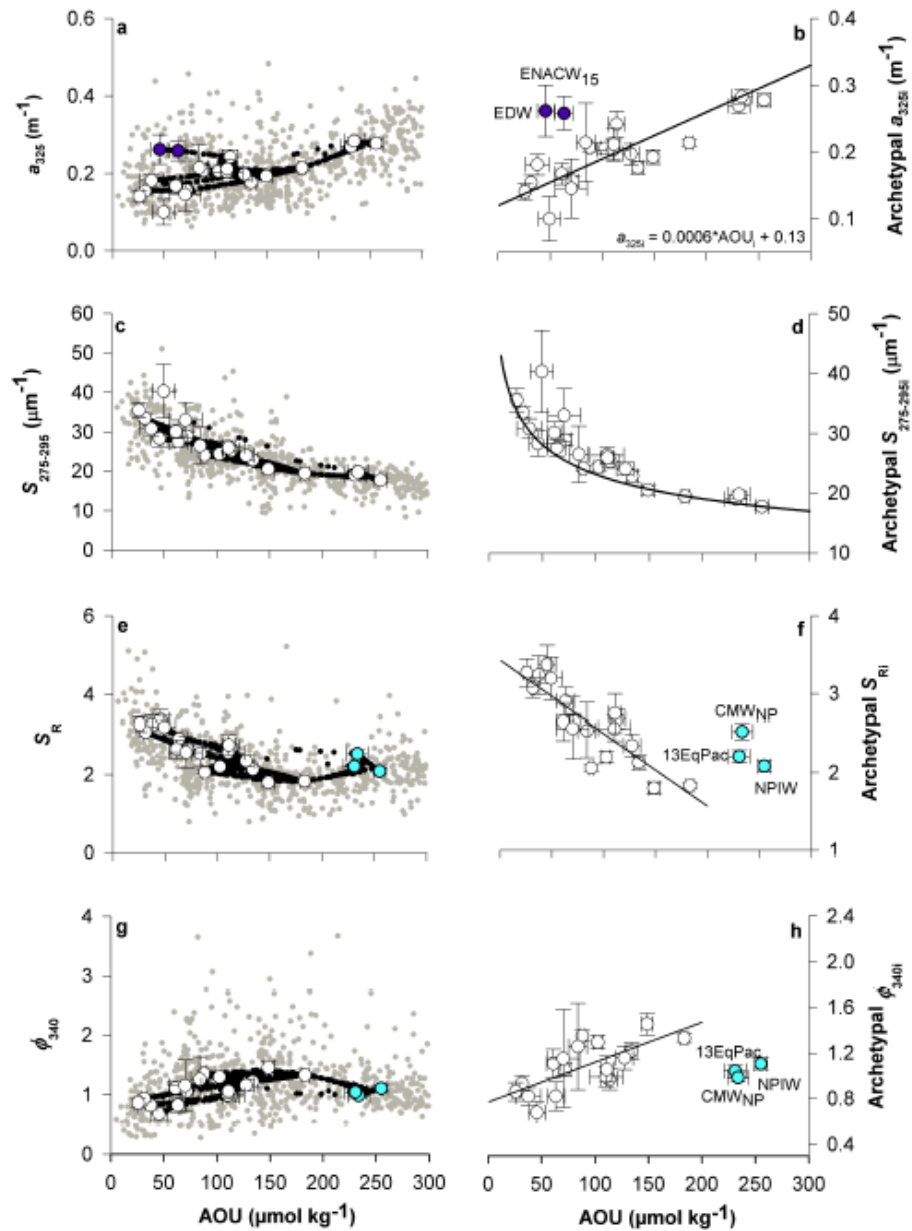 a
0.6
0.4
0.2
0.0
a₃₂₅ (m⁻¹)
b
ENACW₁₅
EDW
a₃₂₅ᵢ = 0.0006*AOUᵢ + 0.13
0.4
0.3
0.2
0.1
Archetypal a₃₂₅ᵢ (m⁻¹)
c
60
50
40
30
20
10
0
S₂₇₅₋₂₉₅ (μm⁻¹)
d
50
40
30
20
10
Archetypal S₂₇₅₋₂₉₅ᵢ (μm⁻¹)
e
6
4
2
0
S_R
f
CMW_NP
13EqPac
NPIW
4
3
2
1
Archetypal S_Ri
g
4
3
2
1
0
ϕ₃₄₀
h
13EqPac
CMW_NP
NPIW
2.4
2.0
1.6
1.2
0.8
0.4
Archetypal ϕ₃₄₀ᵢ
0 50 100 150 200 250 300
AOU (μmol kg⁻¹)
0 50 100 150 200 250 300
AOU (μmol kg⁻¹)